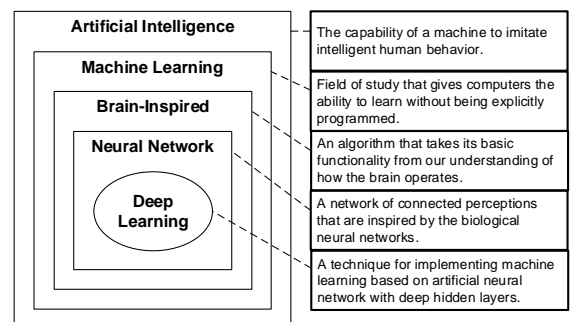 Artificial Intelligence
Machine Learning
Brain-Inspired
Neural Network
Deep
Learning
The capability of a machine to imitate
intelligent human behavior.
Field of study that gives computers the
ability to learn without being explicitly
programmed.
An algorithm that takes its basic
functionality from our understanding of
how the brain operates.
A network of connected perceptions
that are inspired by the biological
neural networks.
A technique for implementing machine
learning based on artificial neural
network with deep hidden layers.